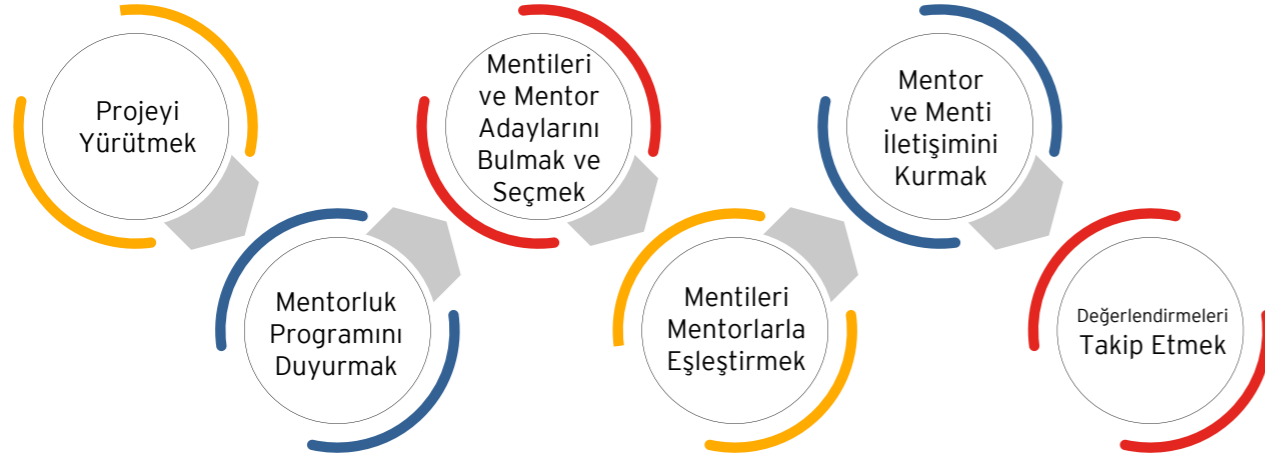 Projeyi
Yürütmek
Mentorluk
Programını
Duyurmak
Mentileri
ve Mentor
Adaylarını
Bulmak ve
Seçmek
Mentileri
Mentorlarla
Eşleştirmek
Mentor
ve Menti
İletişimini
Kurmak
Değerlendirmeleri
Takip Etmek